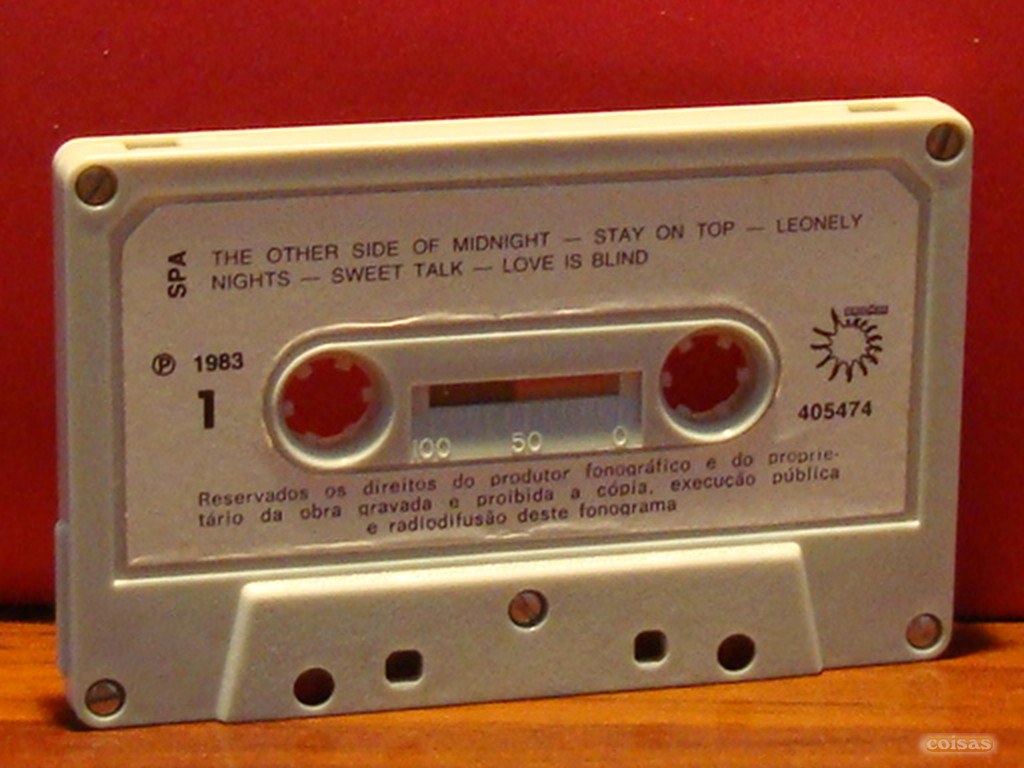 THE OTHER SIDE OF MIDNIGHT — STAY ON TOP — LEONELY
NIGHTS — SWEET TALK — LOVE IS BLIND
SPA
℗ 1983
1
405474
100 50 0
Reservados os direitos do produtor fonográfico e do proprie-
tário da obra gravada e proibida a cópia, execucão pública
e radiodifusão deste fonograma
coisas